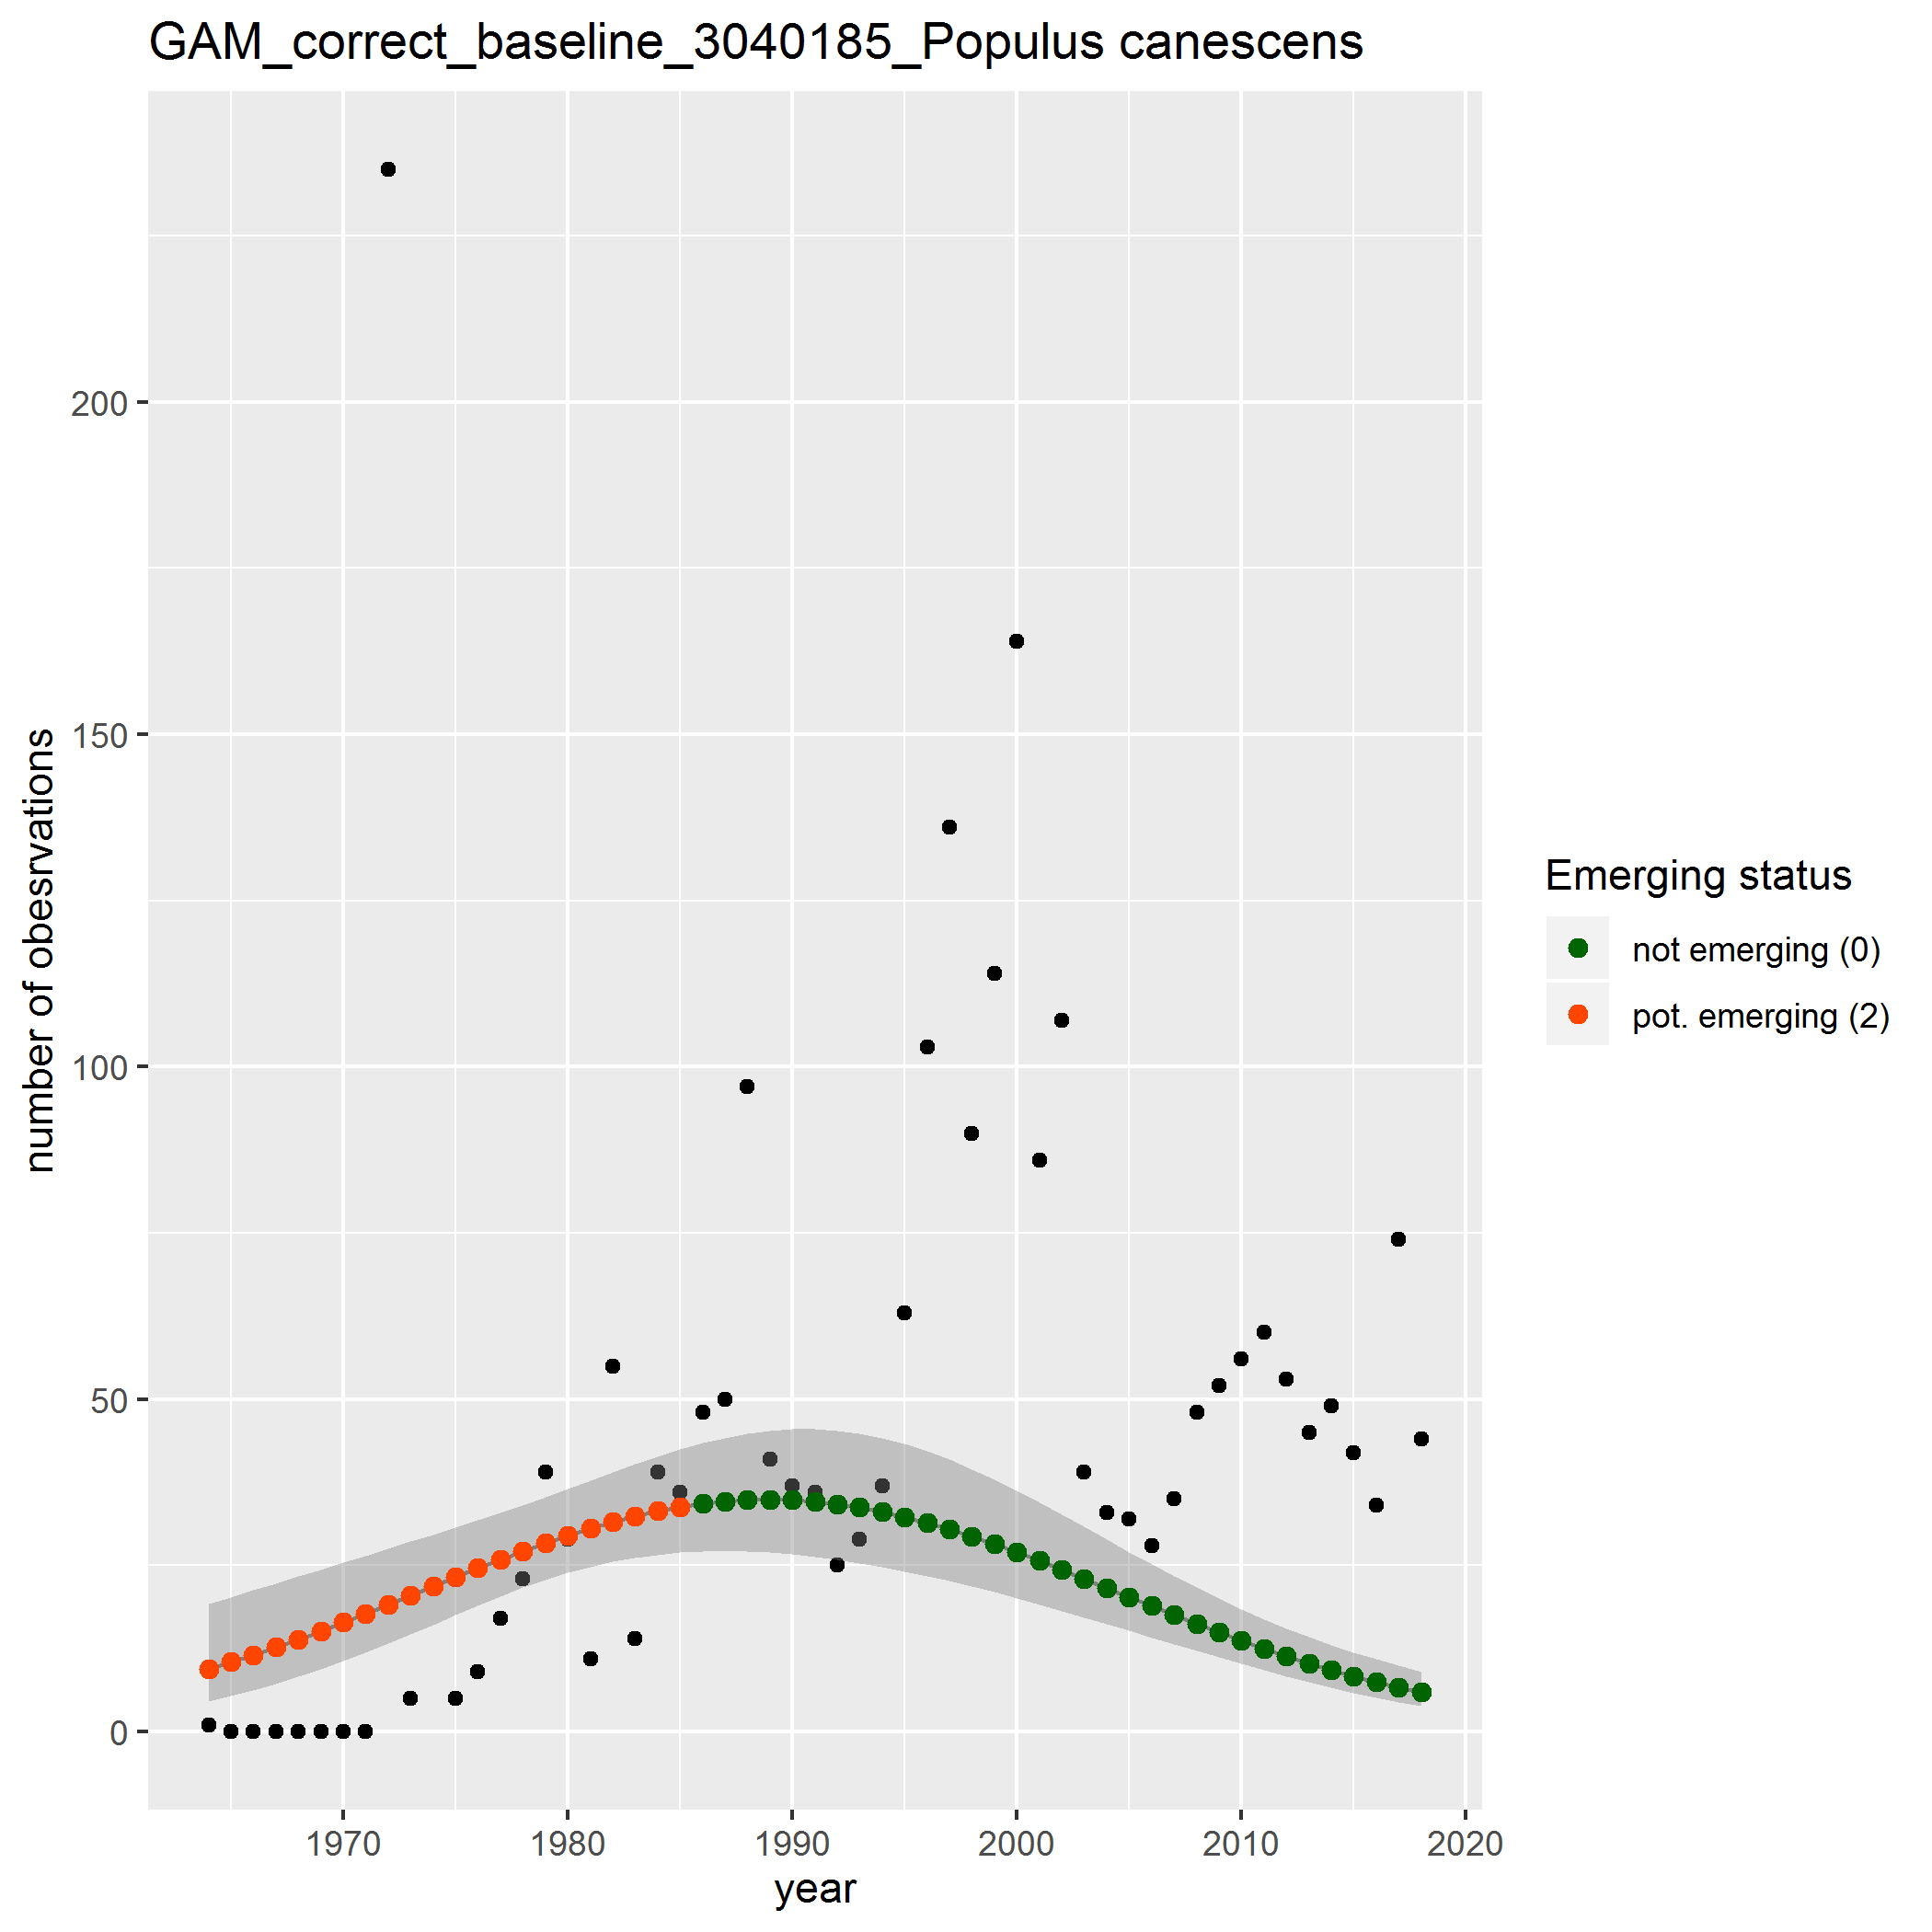 GAM_correct_baseline_3040185_Populus canescens
number of obesrvations
200
150
100
50
0
1970 1980 1990 2000 2010 2020
year
Emerging status
not emerging (0)
pot. emerging (2)